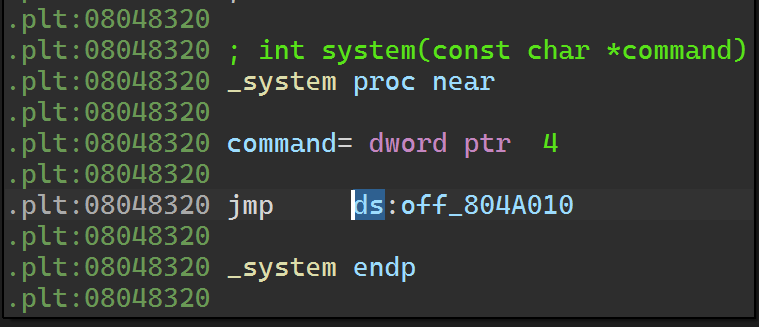 .plt:08048320
.plt:08048320 ; int system(const char *command)
.plt:08048320 _system proc near
.plt:08048320
.plt:08048320 command= dword ptr  4
.plt:08048320
.plt:08048320 jmp     ds:off_804A010
.plt:08048320
.plt:08048320 _system endp
.plt:08048320